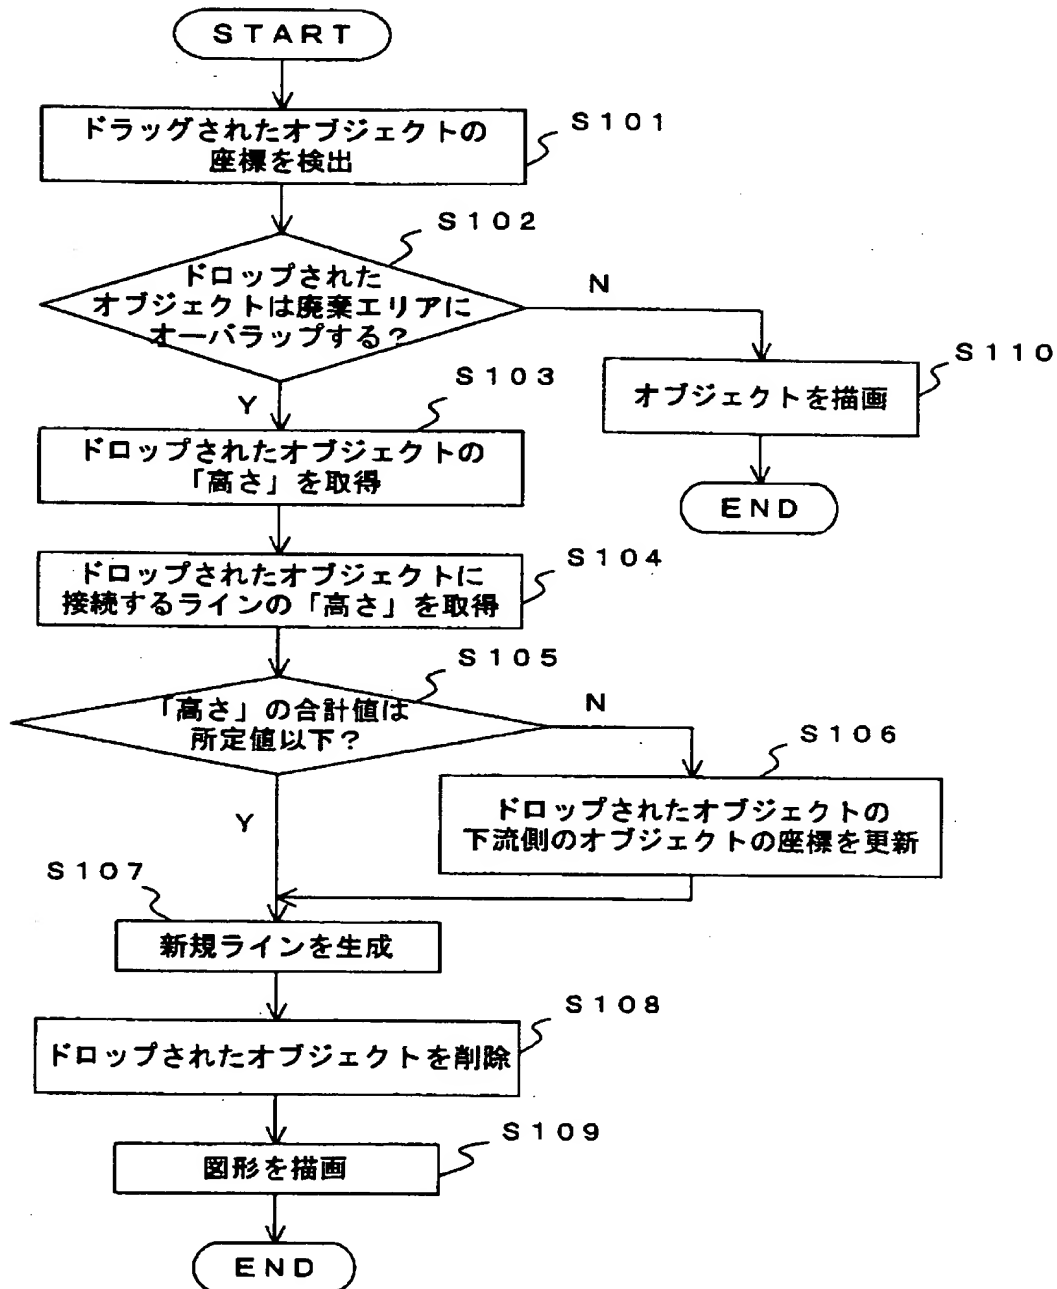 START
ドラッグされたオブジェクトの
座標を検出
S101
S102
ドロップされた
オブジェクトは廃棄エリアに
オーバラップする?
N
Y
S103
S110
オブジェクトを描画
END
ドロップされたオブジェクトの
「高さ」を取得
S104
ドロップされたオブジェクトに
接続するラインの「高さ」を取得
S105
「高さ」の合計値は
所定値以下?
N
S106
ドロップされたオブジェクトの
下流側のオブジェクトの座標を更新
Y
S107
新規ラインを生成
S108
ドロップされたオブジェクトを削除
S109
図形を描画
END